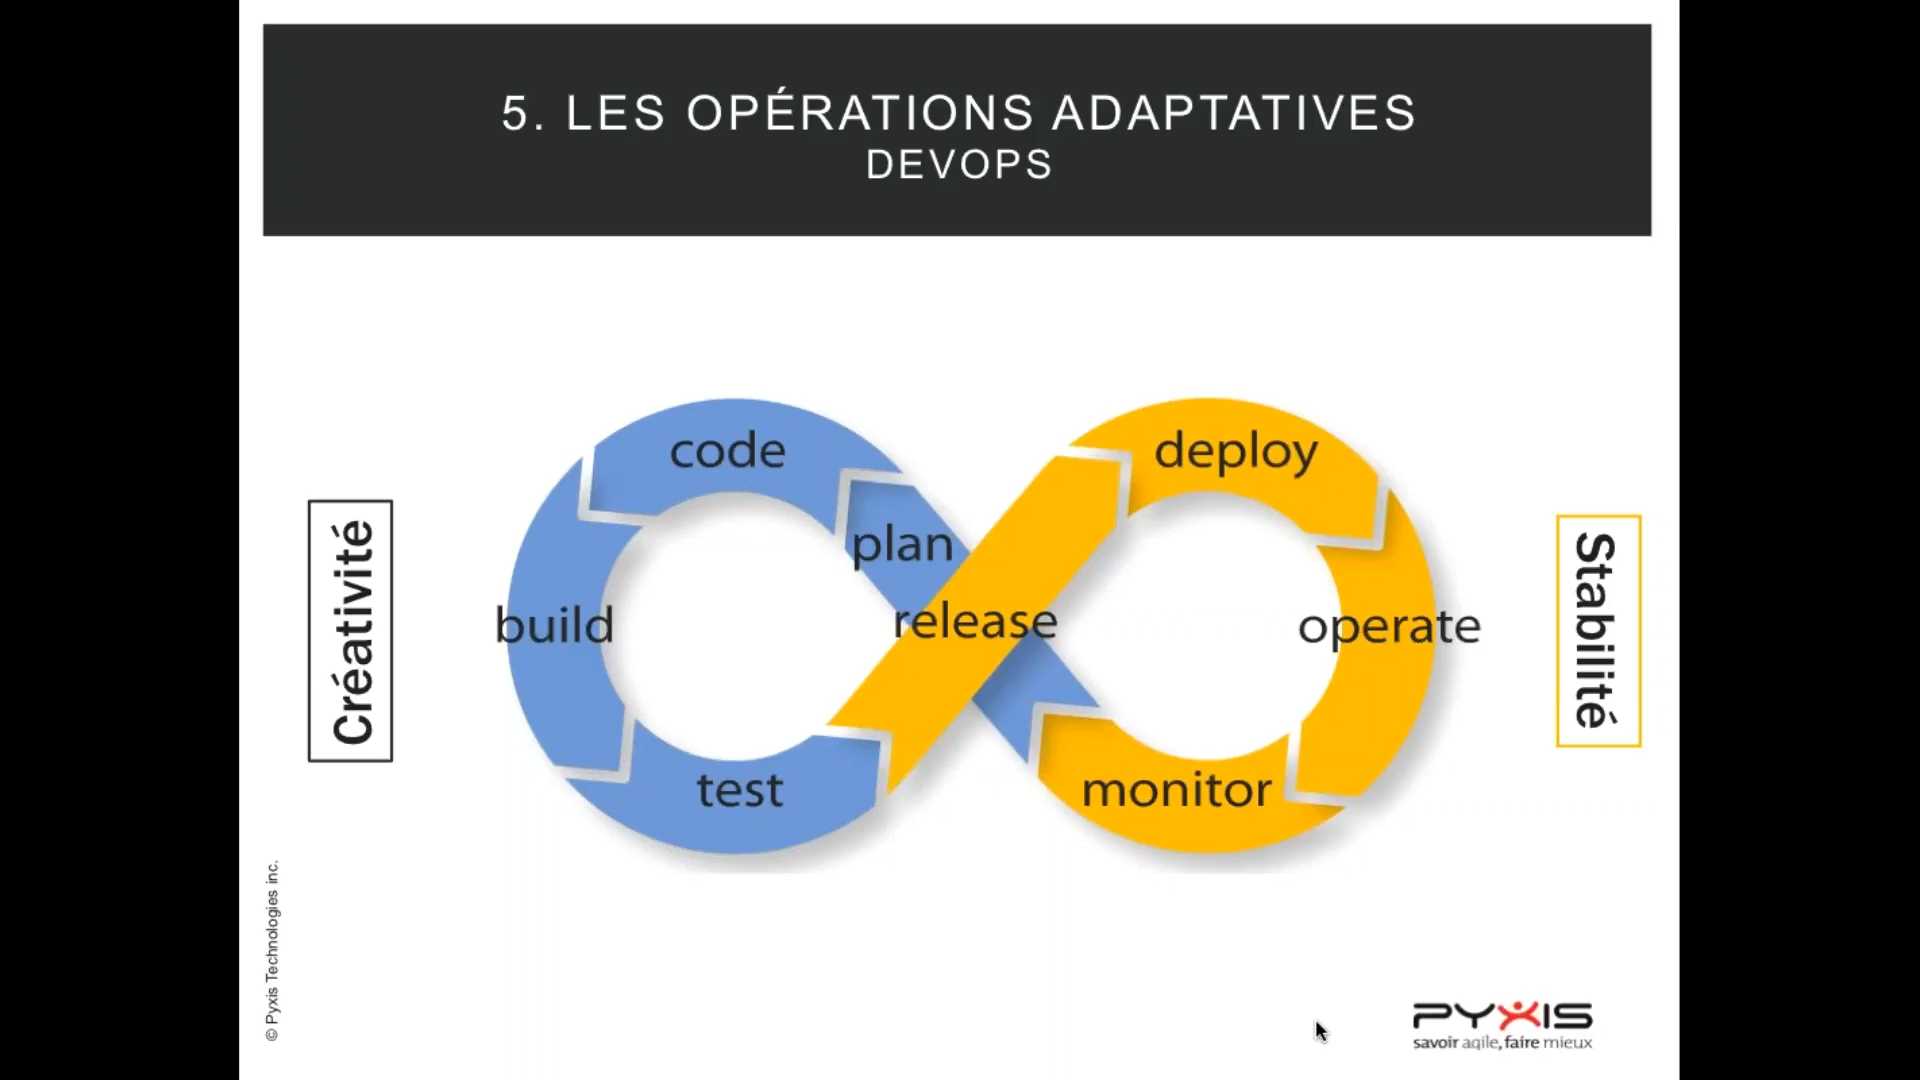 5. LES OPÉRATIONS ADAPTATIVES
DEVOPS
Créativité
code
plan
build
test
release
deploy
operate
monitor
Stabilité
© Pyxis Technologies inc.
PYXIS
savoir agile, faire mieux